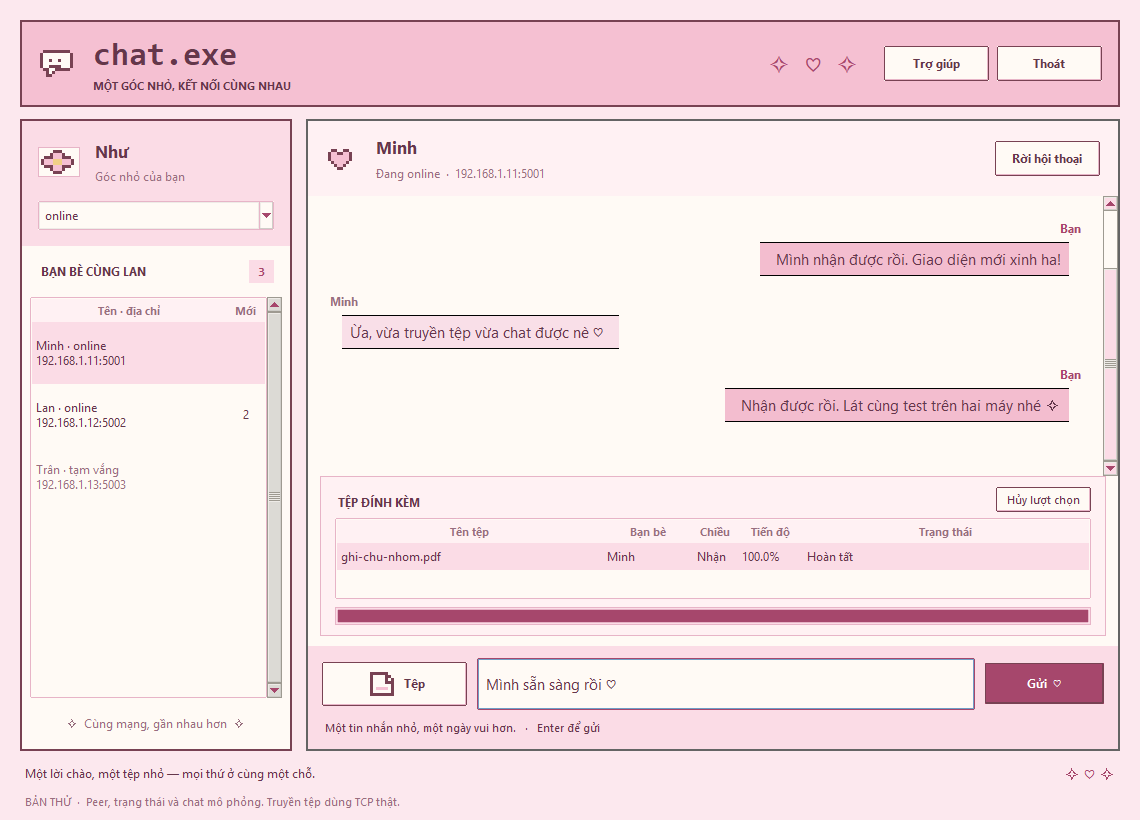 chat.exe
MỘT GÓC NHỎ, KẾT NỐI CÙNG NHAU
✧ ♡ ✧
Trợ giúp
Thoát
Như
Góc nhỏ của bạn
online
BẠN BÈ CÙNG LAN
3
Tên · địa chỉ
Mới
Minh · online
192.168.1.11:5001
Lan · online
192.168.1.12:5002
2
Trân · tạm vắng
192.168.1.13:5003
✧ Cùng mạng, gần nhau hơn ✧
Minh
Đang online · 192.168.1.11:5001
Rời hội thoại
Bạn
Mình nhận được rồi. Giao diện mới xinh ha!
Minh
Ừa, vừa truyền tệp vừa chat được nè ♡
Bạn
Nhận được rồi. Lát cùng test trên hai máy nhé ✧
TỆP ĐÍNH KÈM
Hủy lượt chọn
Tên tệp Bạn bè Chiều Tiến độ Trạng thái
ghi-chu-nhom.pdf Minh Nhận 100.0% Hoàn tất
Tệp
Mình sẵn sàng rồi ♡
Gửi ♡
Một tin nhắn nhỏ, một ngày vui hơn. · Enter để gửi
Một lời chào, một tệp nhỏ — mọi thứ ở cùng một chỗ.
✧ ♡ ✧
BẢN THỬ · Peer, trạng thái và chat mô phỏng. Truyền tệp dùng TCP thật.